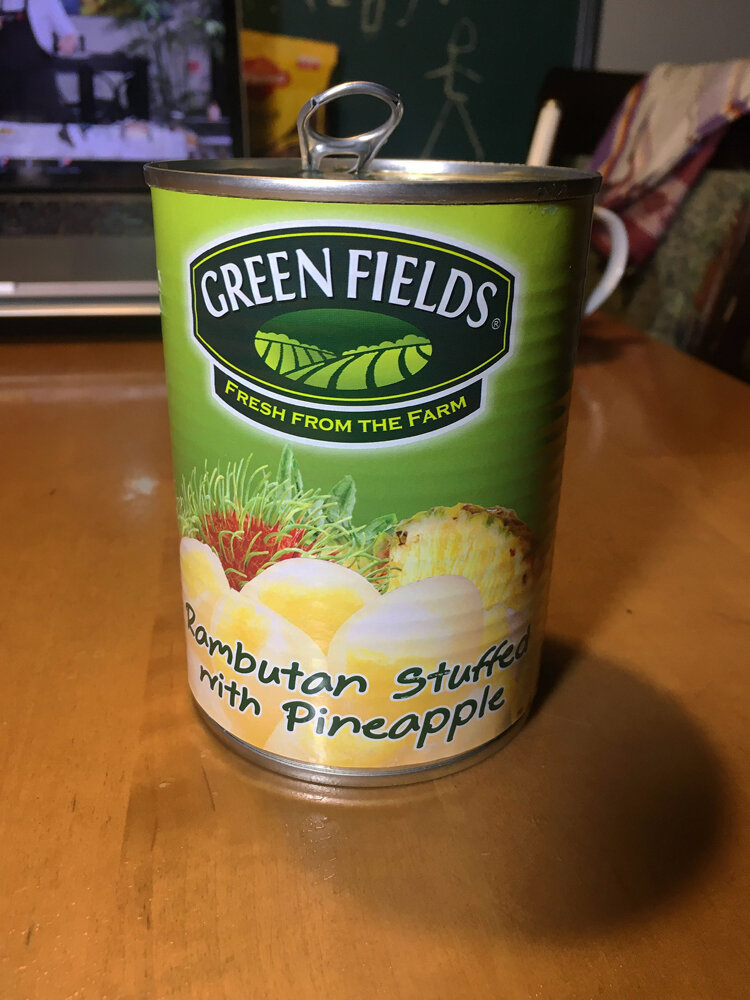 GREEN FIELDS®
FRESH FROM THE FARM
Rambutan Stuffed
with Pineapple